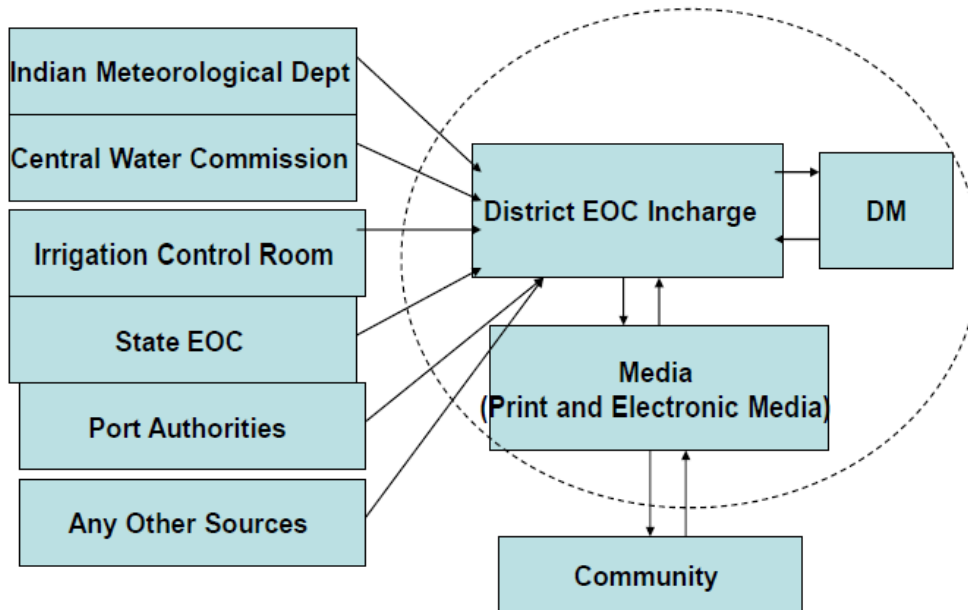 Indian Meteorological Dept
Central Water Commission
Irrigation Control Room
State EOC
Port Authorities
Any Other Sources
District EOC Incharge
DM
Media
(Print and Electronic Media)
Community